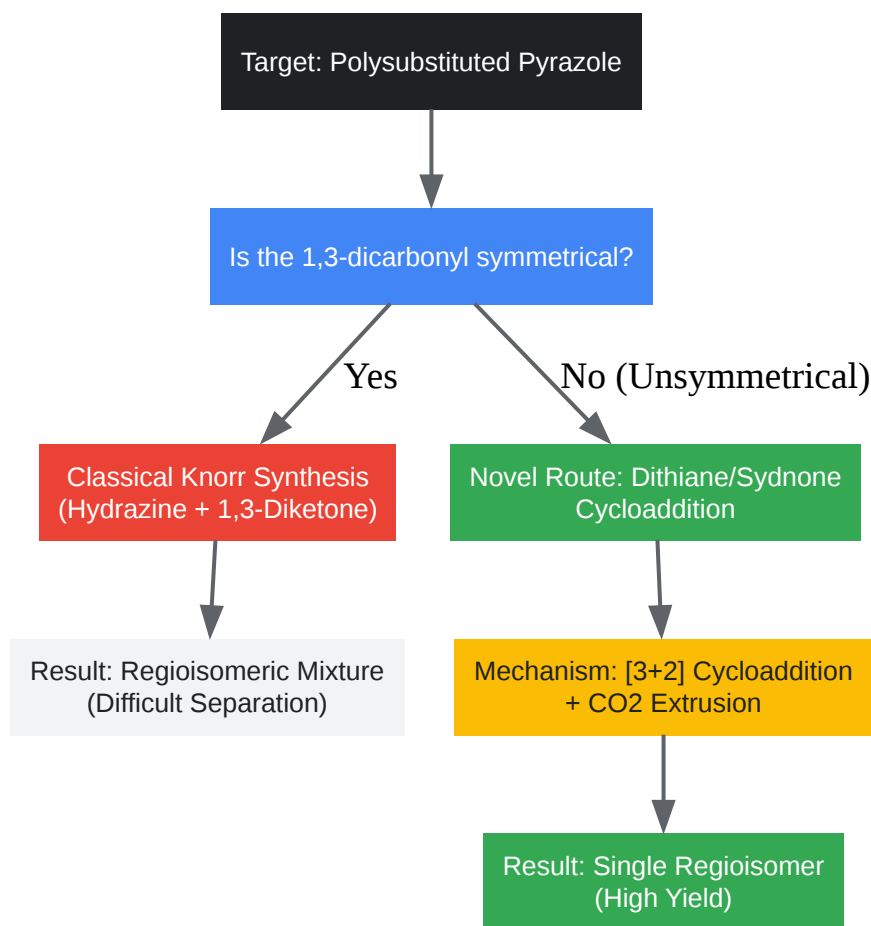 Target: Polysubstituted Pyrazole
Is the 1,3-dicarbonyl symmetrical?
Yes
No (Unsymmetrical)
Classical Knorr Synthesis
(Hydrazine + 1,3-Diketone)
Novel Route: Dithiane/Sydnone
Cycloaddition
Result: Regioisomeric Mixture
(Difficult Separation)
Mechanism: [3+2] Cycloaddition
+ CO2 Extrusion
Result: Single Regioisomer
(High Yield)